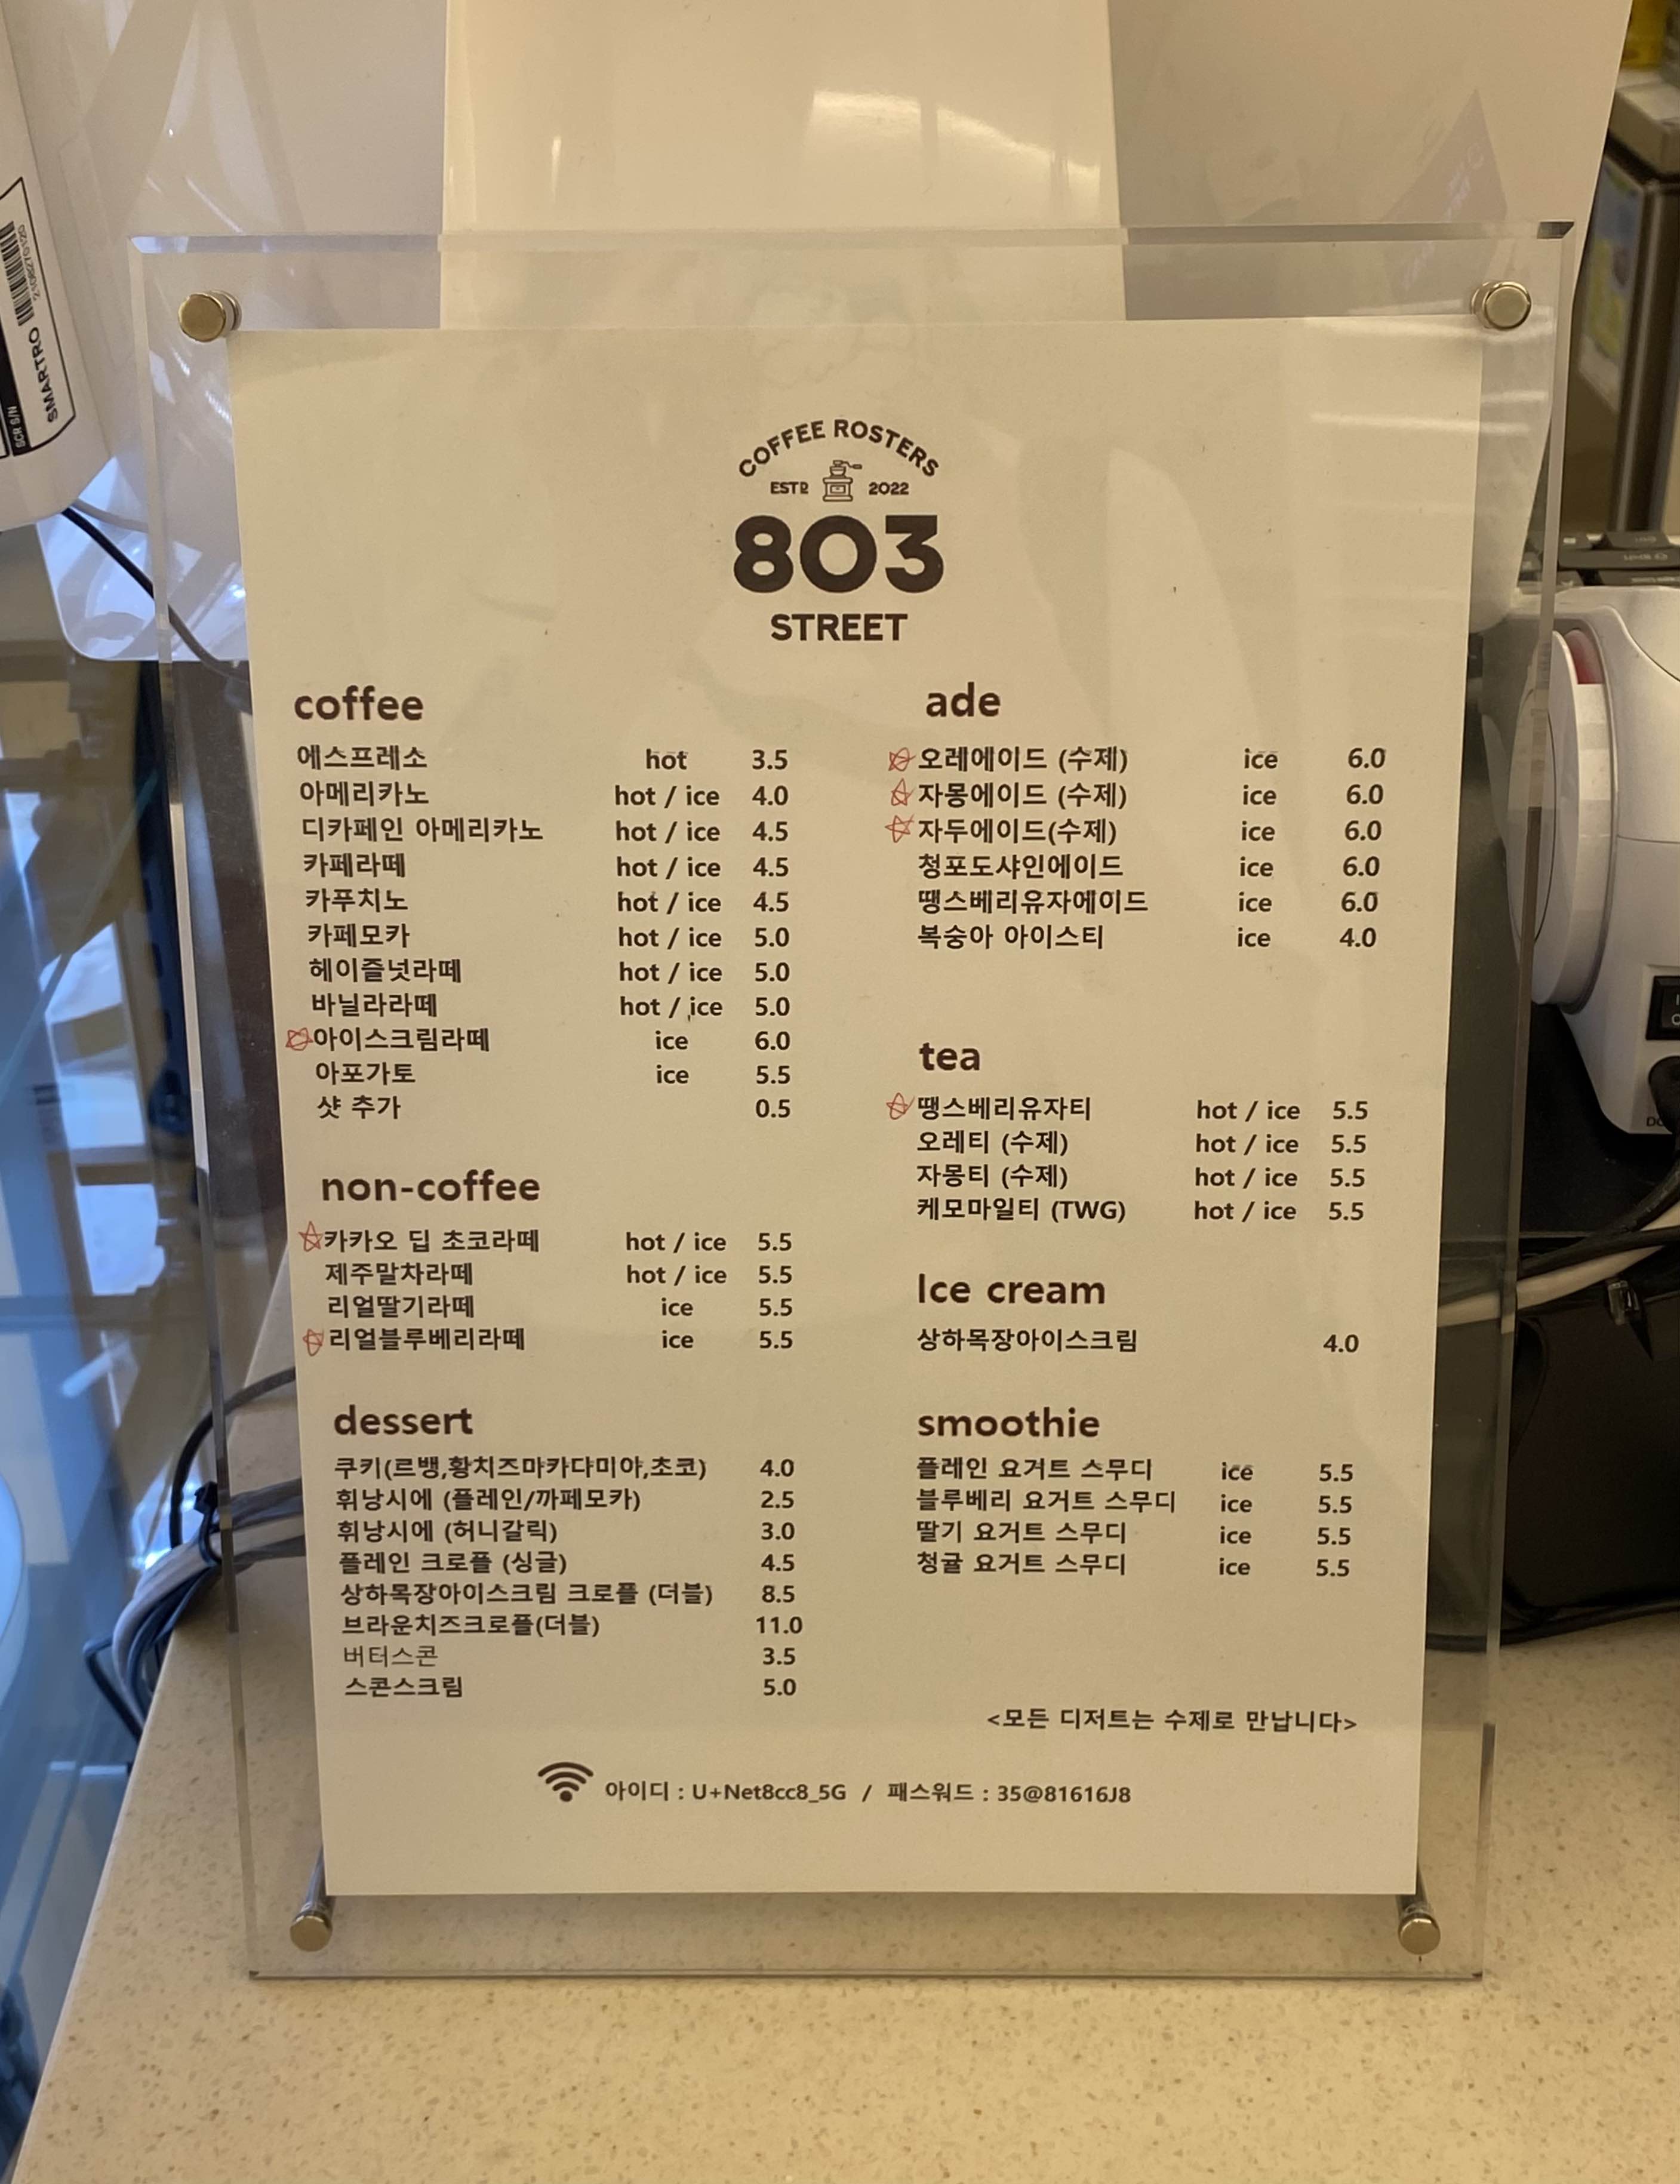 COFFEE ROSTERS
ESTD 2022
803
STREET
coffee
에스프레소 hot 3.5
아메리카노 hot / ice 4.0
디카페인 아메리카노 hot / ice 4.5
카페라떼 hot / ice 4.5
카푸치노 hot / ice 4.5
카페모카 hot / ice 5.0
헤이즐넛라떼 hot / ice 5.0
바닐라라떼 hot / ice 5.0
아이스크림라떼 ice 6.0
아포가토 ice 5.5
샷 추가 0.5
non-coffee
카카오 딥 초코라떼 hot / ice 5.5
제주말차라떼 hot / ice 5.5
리얼딸기라떼 ice 5.5
리얼블루베리라떼 ice 5.5
dessert
쿠키(르뱅,황치즈마카다미아,초코) 4.0
휘낭시에 (플레인/까페모카) 2.5
휘낭시에 (허니갈릭) 3.0
플레인 크로플 (싱글) 4.5
상하목장아이스크림 크로플 (더블) 8.5
브라운치즈크로플(더블) 11.0
버터스콘 3.5
스콘스크림 5.0
ade
오레에이드 (수제) ice 6.0
자몽에이드 (수제) ice 6.0
자두에이드(수제) ice 6.0
청포도샤인에이드 ice 6.0
땡스베리유자에이드 ice 6.0
복숭아 아이스티 ice 4.0
tea
땡스베리유자티 hot / ice 5.5
오레티 (수제) hot / ice 5.5
자몽티 (수제) hot / ice 5.5
케모마일티 (TWG) hot / ice 5.5
Ice cream
상하목장아이스크림 4.0
smoothie
플레인 요거트 스무디 ice 5.5
블루베리 요거트 스무디 ice 5.5
딸기 요거트 스무디 ice 5.5
청귤 요거트 스무디 ice 5.5
<모든 디저트는 수제로 만납니다>
아이디 : U+Net8cc8_5G / 패스워드 : 35@81616J8
SMARTRO
SCR S/N